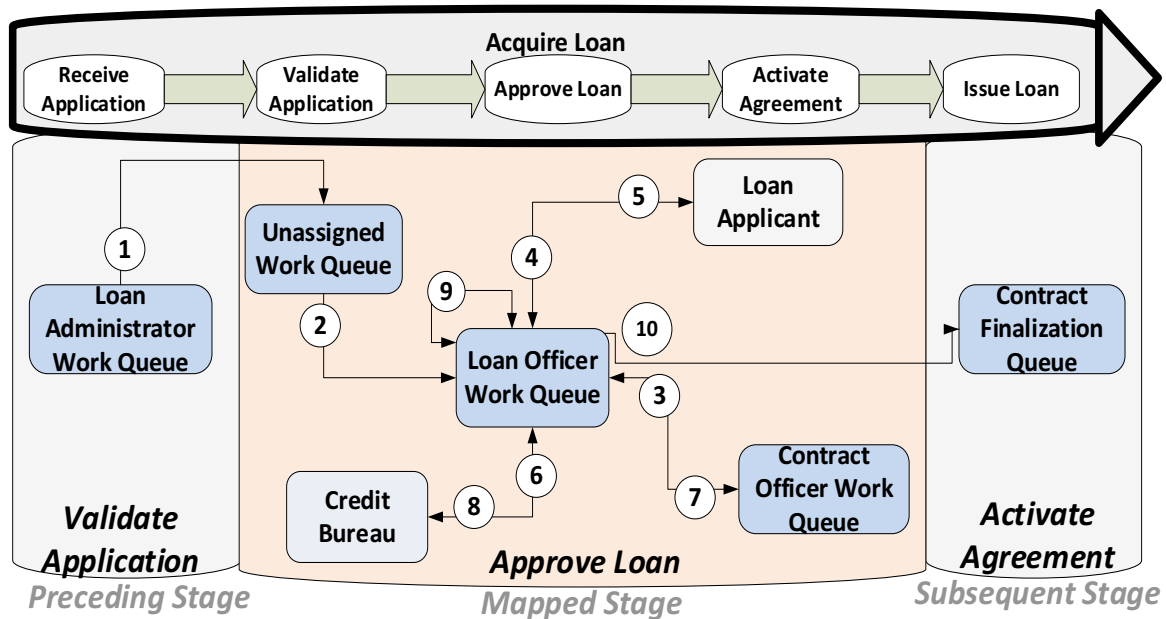 Acquire Loan
Receive
Application
Validate
Application
Approve Loan
Activate
Agreement
Issue Loan
1
Loan
Administrator
Work Queue
Unassigned
Work Queue
2
9
4
5
Loan
Applicant
10
Loan Officer
Work Queue
3
6
8
7
Credit
Bureau
Contract
Officer Work
Queue
Contract
Finalization
Queue
Validate
Application
Preceding Stage
Approve Loan
Mapped Stage
Activate
Agreement
Subsequent Stage